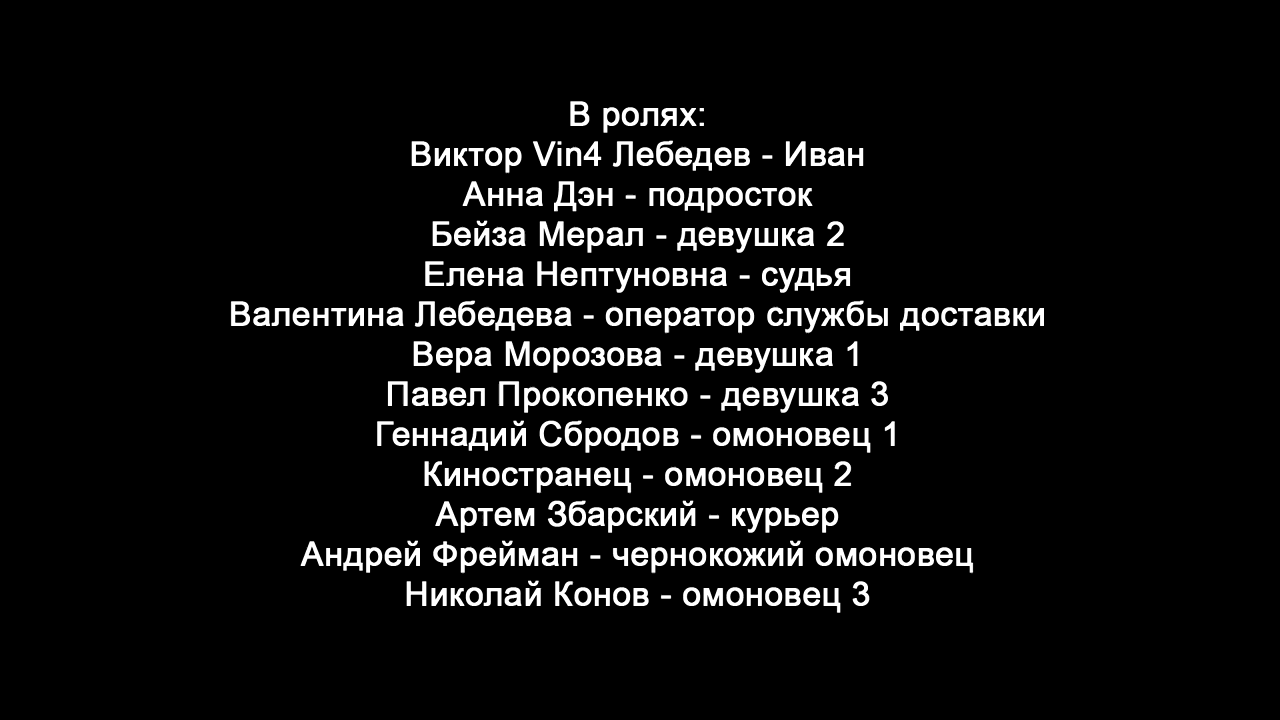 В ролях:
Виктор Vin4 Лебедев - Иван
Анна Дэн - подросток
Бейза Мерал - девушка 2
Елена Нептуновна - судья
Валентина Лебедева - оператор службы доставки
Вера Морозова - девушка 1
Павел Прокопенко - девушка 3
Геннадий Сбродов - омоновец 1
Киностранец - омоновец 2
Артем Збарский - курьер
Андрей Фрейман - чернокожий омоновец
Николай Конов - омоновец 3